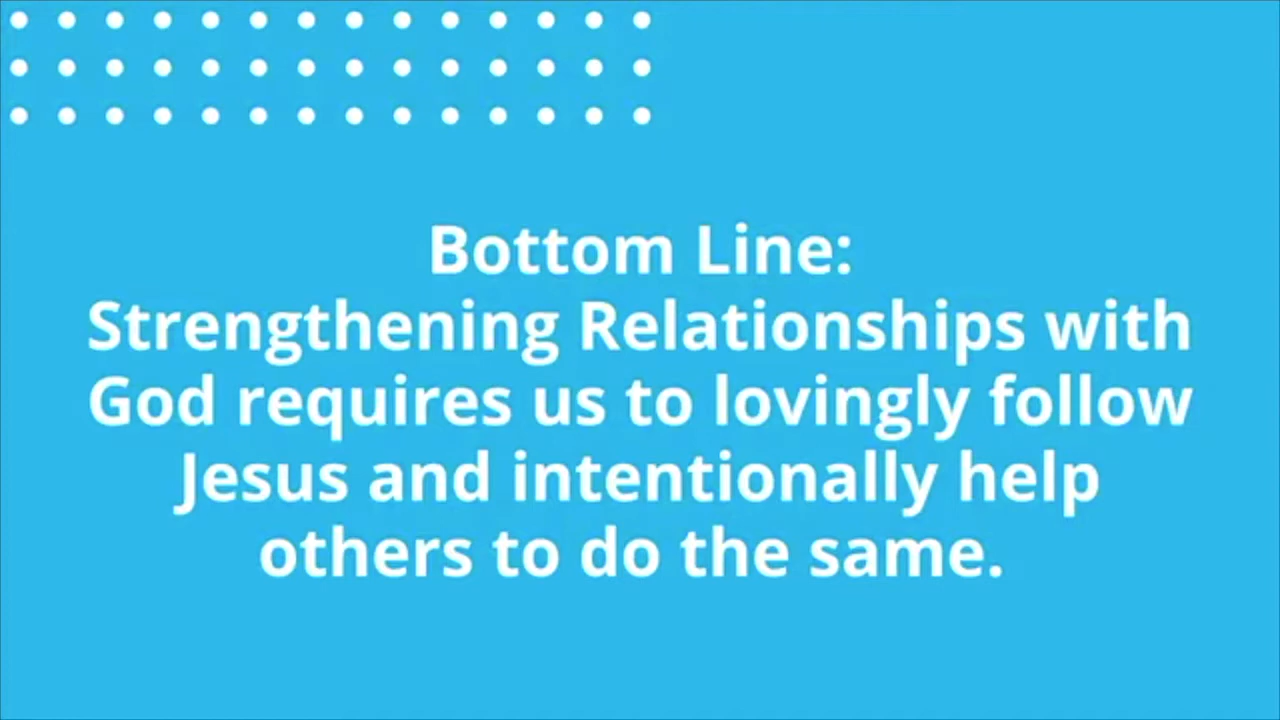 Bottom Line:
Strengthening Relationships with
God requires us to lovingly follow
Jesus and intentionally help
others to do the same.